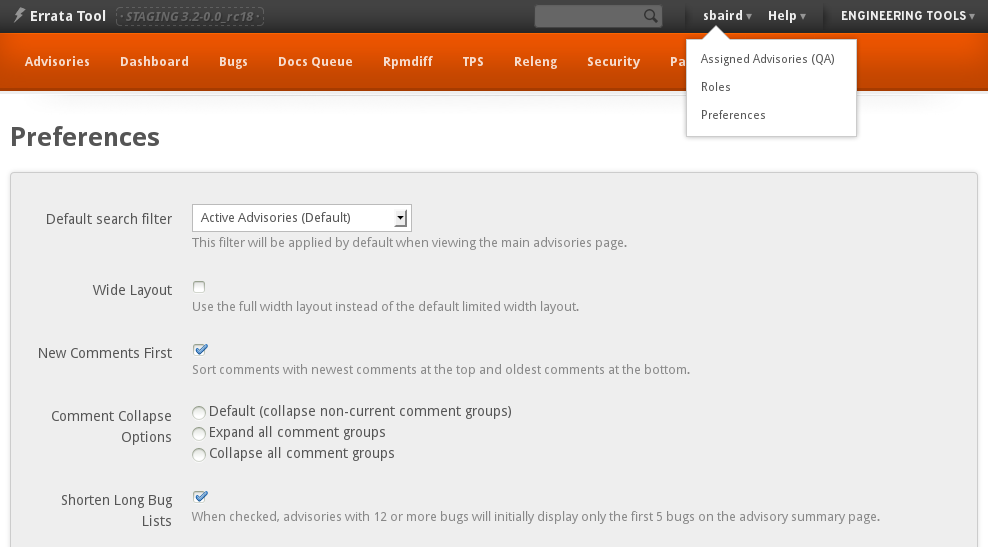 Errata Tool · STAGING 3.2-0.0_rc18 · sbaird ▾ Help ▾ ENGINEERING TOOLS ▾
Advisories Dashboard Bugs Docs Queue Rpmdiff TPS Releng Security Pa
Assigned Advisories (QA)
Roles
Preferences
Preferences
Default search filter Active Advisories (Default)
This filter will be applied by default when viewing the main advisories page.
Wide Layout
Use the full width layout instead of the default limited width layout.
New Comments First
Sort comments with newest comments at the top and oldest comments at the bottom.
Comment Collapse
Options
Default (collapse non-current comment groups)
Expand all comment groups
Collapse all comment groups
Shorten Long Bug
Lists
When checked, advisories with 12 or more bugs will initially display only the first 5 bugs on the advisory summary page.